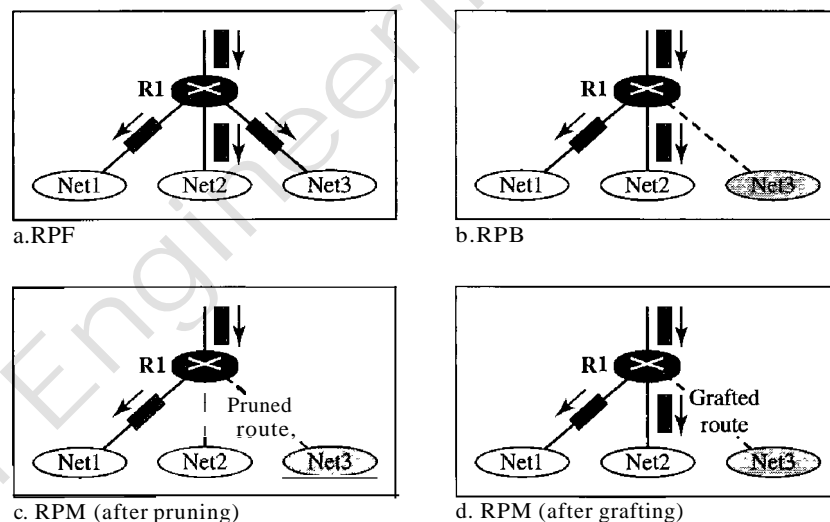 R1
Net1
Net2
Net3
a.RPF
R1
Net1
Net2
Net3
b.RPB
R1
Pruned
route,
Net1
Net2
Net3
c. RPM (after pruning)
R1
Grafted
route
Net1
Net2
Net3
d. RPM (after grafting)
Engineeri